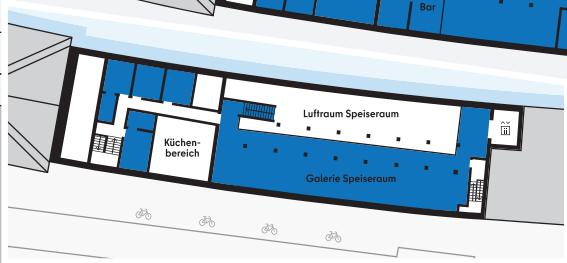 Bar
Luftraum Speiseraum
Küchen-
bereich
Galerie Speiseraum